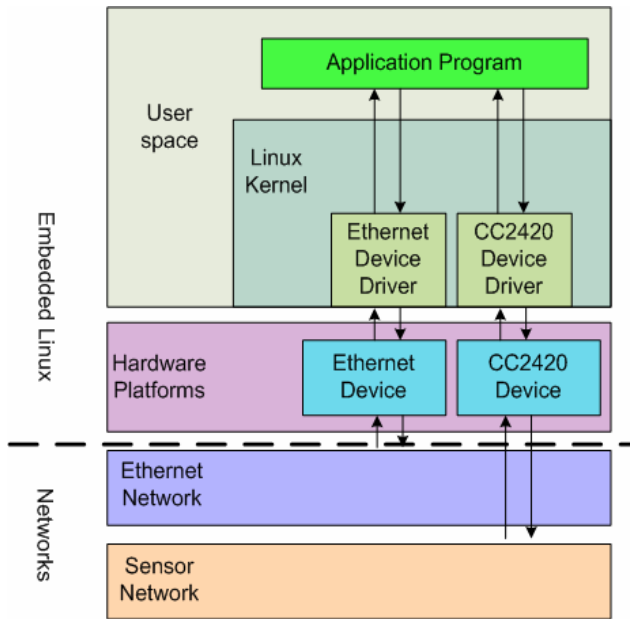 Application Program
User
space
Linux
Kernel
Ethernet
Device
Driver
CC2420
Device
Driver
Embedded Linux
Hardware
Platforms
Ethernet
Device
CC2420
Device
Networks
Ethernet
Network
Sensor
Network